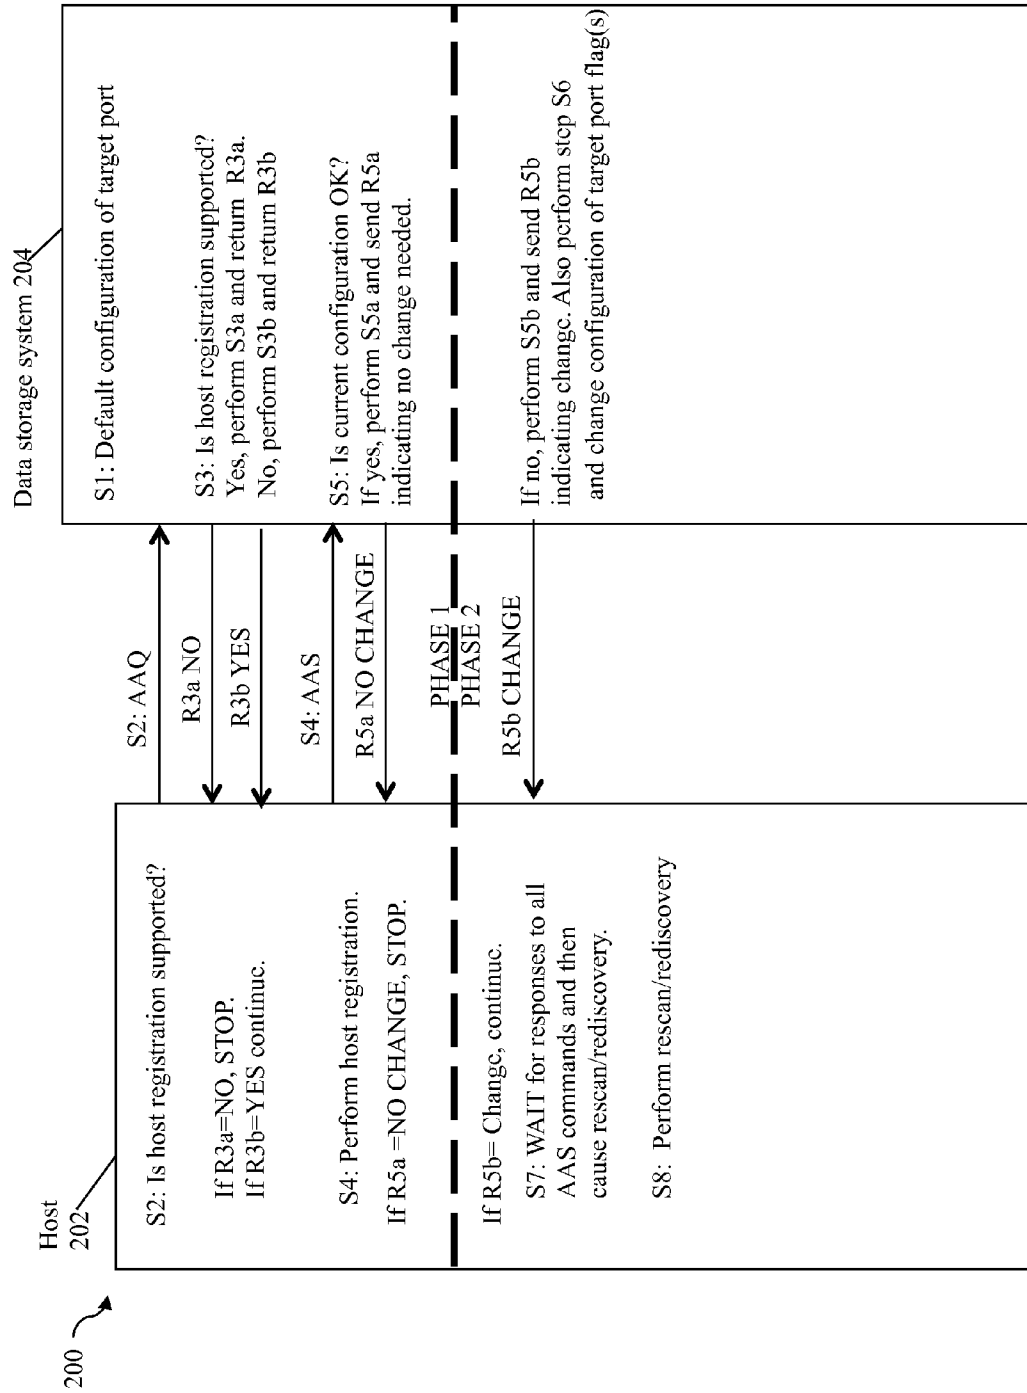 200
Host
202
S2: Is host registration supported?
If R3a=NO, STOP.
If R3b=YES continue.
S4: Perform host registration.
If R5a =NO CHANGE, STOP.
If R5b= Change, continue.
S7: WAIT for responses to all
AAS commands and then
cause rescan/rediscovery.
S8: Perform rescan/rediscovery
S2: AAQ
R3a NO
R3b YES
S4: AAS
R5a NO CHANGE
PHASE 1
PHASE 2
R5b CHANGE
Data storage system 204
S1: Default configuration of target port
S3: Is host registration supported?
Yes, perform S3a and return R3a.
No, perform S3b and return R3b
S5: Is current configuration OK?
If yes, perform S5a and send R5a
indicating no change needed.
If no, perform S5b and send R5b
indicating change. Also perform step S6
and change configuration of target port flag(s)